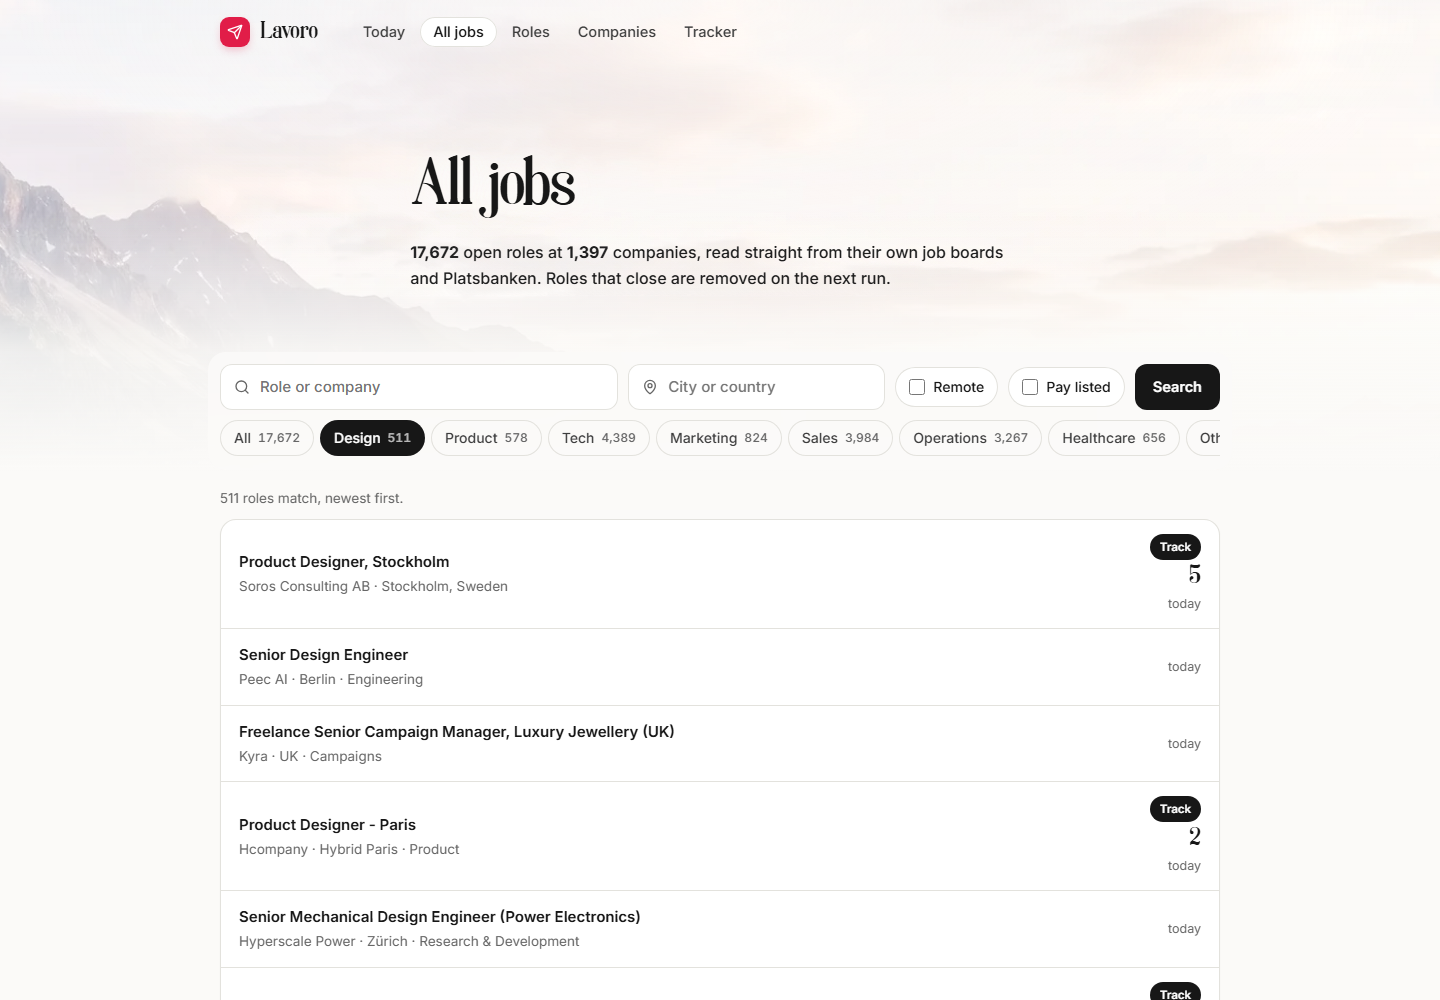 Lavoro
Today
All jobs
Roles
Companies
Tracker
All jobs
17,672 open roles at 1,397 companies, read straight from their own job boards
and Platsbanken. Roles that close are removed on the next run.
Role or company
City or country
Remote
Pay listed
Search
All 17,672
Design 511
Product 578
Tech 4,389
Marketing 824
Sales 3,984
Operations 3,267
Healthcare 656
Oth
511 roles match, newest first.
Product Designer, Stockholm
Soros Consulting AB · Stockholm, Sweden
Track
5
today
Senior Design Engineer
Peec AI · Berlin · Engineering
today
Freelance Senior Campaign Manager, Luxury Jewellery (UK)
Kyra · UK · Campaigns
today
Product Designer - Paris
Hcompany · Hybrid Paris · Product
Track
2
today
Senior Mechanical Design Engineer (Power Electronics)
Hyperscale Power · Zürich · Research & Development
today
Track